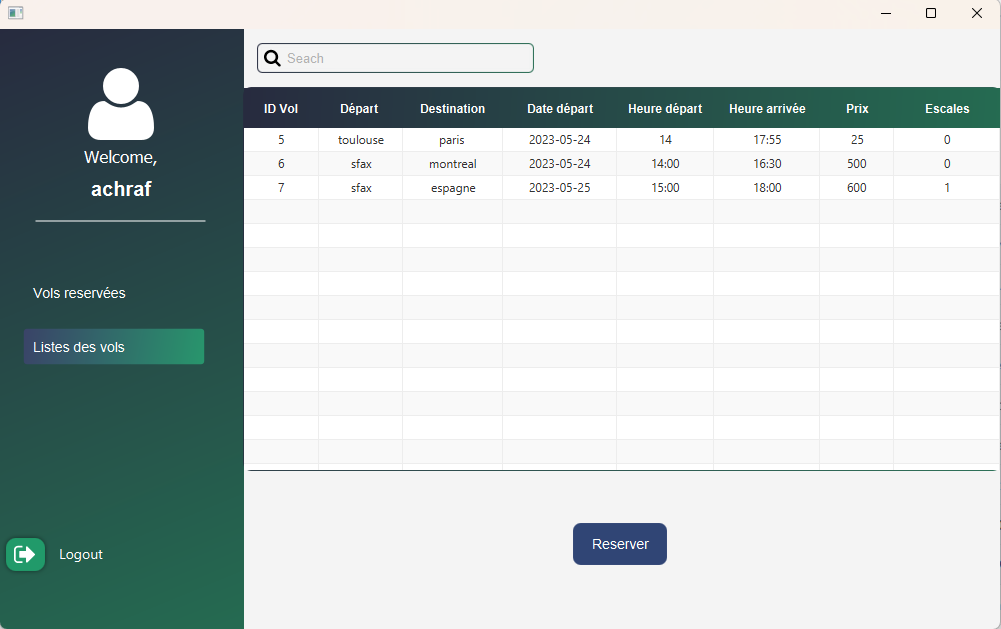 Seach
Welcome,
achraf
Vols reservées
Listes des vols
Logout
ID Vol Départ Destination Date départ Heure départ Heure arrivée Prix Escales
5 toulouse paris 2023-05-24 14 17:55 25 0
6 sfax montreal 2023-05-24 14:00 16:30 500 0
7 sfax espagne 2023-05-25 15:00 18:00 600 1
Reserver